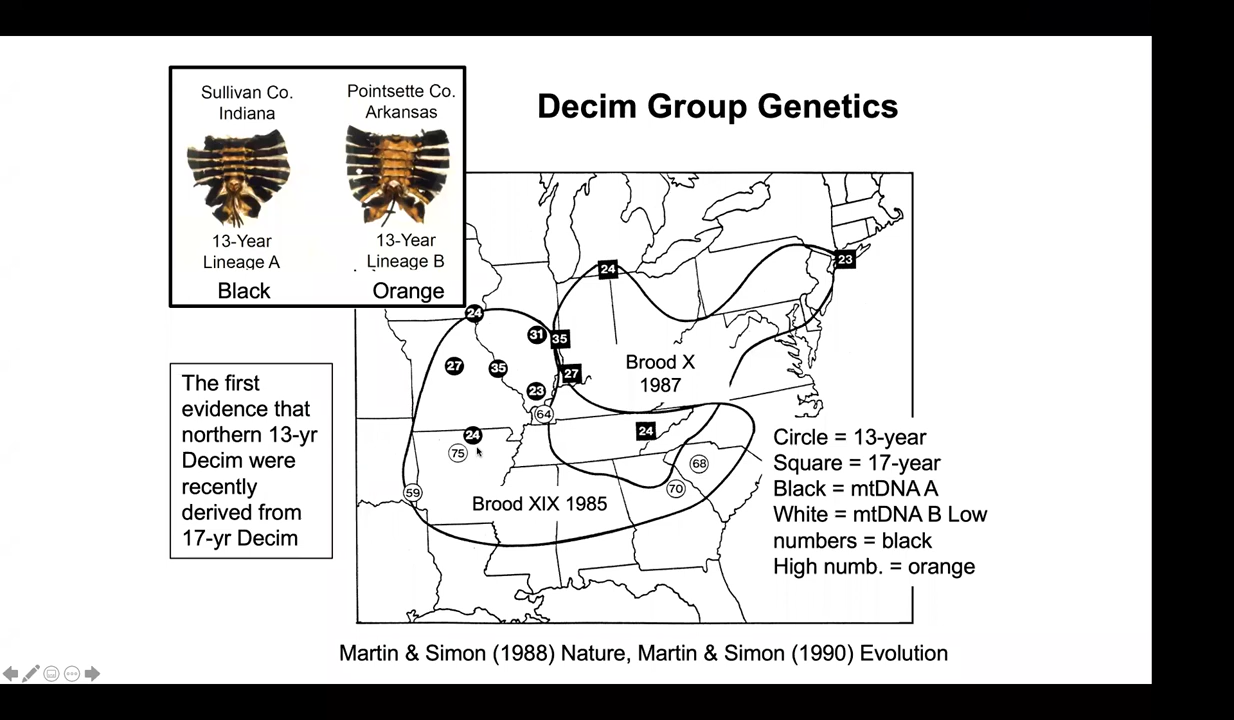 Sullivan Co.
Indiana
Pointsette Co.
Arkansas
13-Year
Lineage A
13-Year
Lineage B
Black
Orange
Decim Group Genetics
The first
evidence that
northern 13-yr
Decim were
recently
derived from
17-yr Decim
24
23
24
31
35
27
35
27
23
64
24
24
75
68
59
70
Brood X
1987
Brood XIX 1985
Circle = 13-year
Square = 17-year
Black = mtDNA A
White = mtDNA B Low
numbers = black
High numb. = orange
Martin & Simon (1988) Nature, Martin & Simon (1990) Evolution